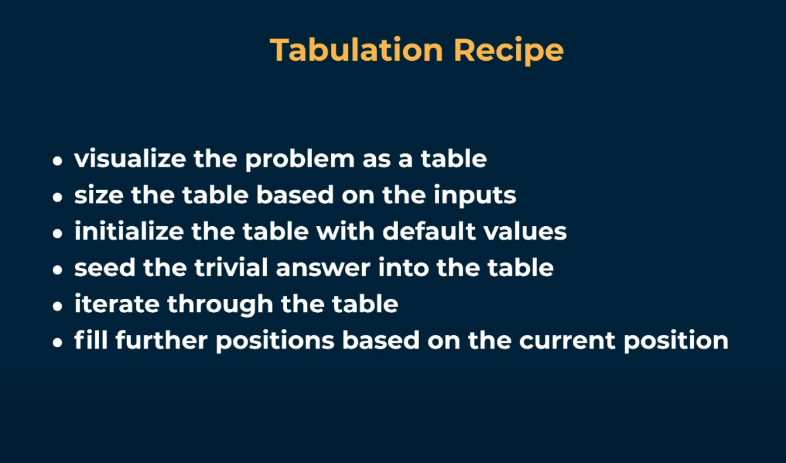 Tabulation Recipe
• visualize the problem as a table
• size the table based on the inputs
• initialize the table with default values
• seed the trivial answer into the table
• iterate through the table
• fill further positions based on the current position